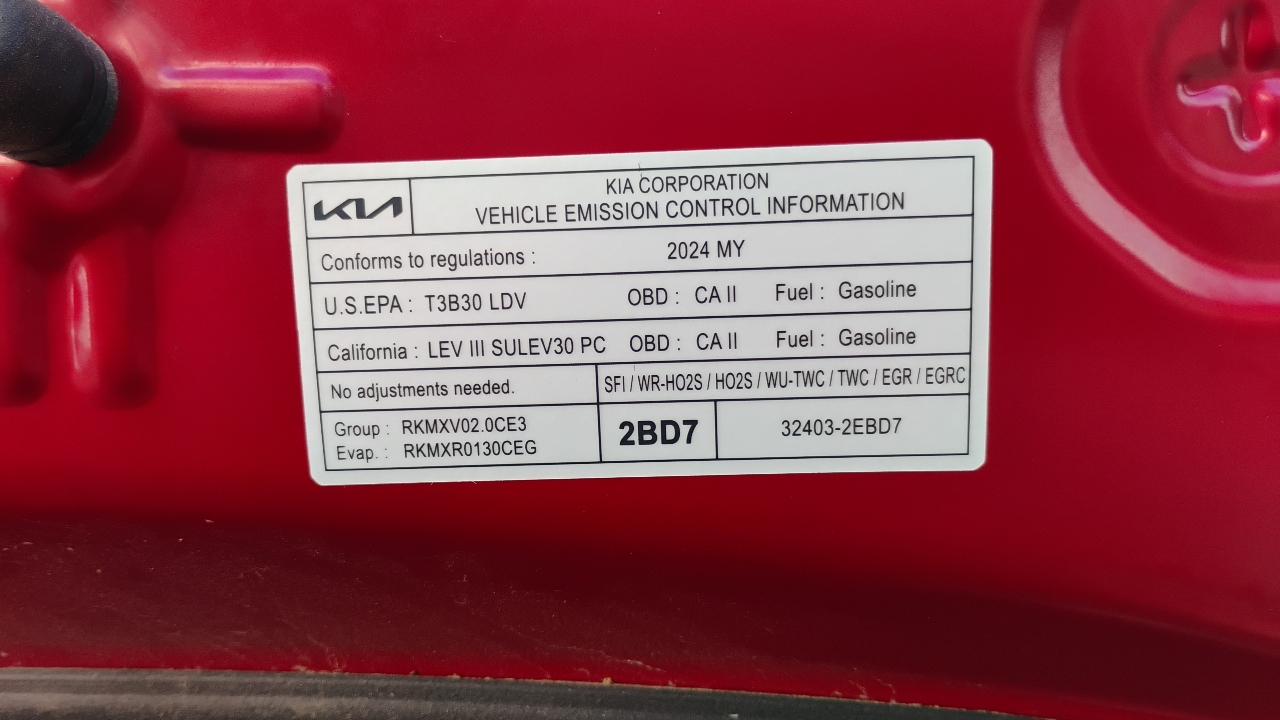 KIA
KIA CORPORATION
VEHICLE EMISSION CONTROL INFORMATION
Conforms to regulations : 2024 MY
U.S.EPA : T3B30 LDV OBD : CA II Fuel : Gasoline
California : LEV III SULEV30 PC OBD : CA II Fuel : Gasoline
No adjustments needed. SFI / WR-HO2S / HO2S / WU-TWC / TWC / EGR / EGRC
Group : RKMXV02.0CE3
Evap. : RKMXR0130CEG
2BD7 32403-2EBD7